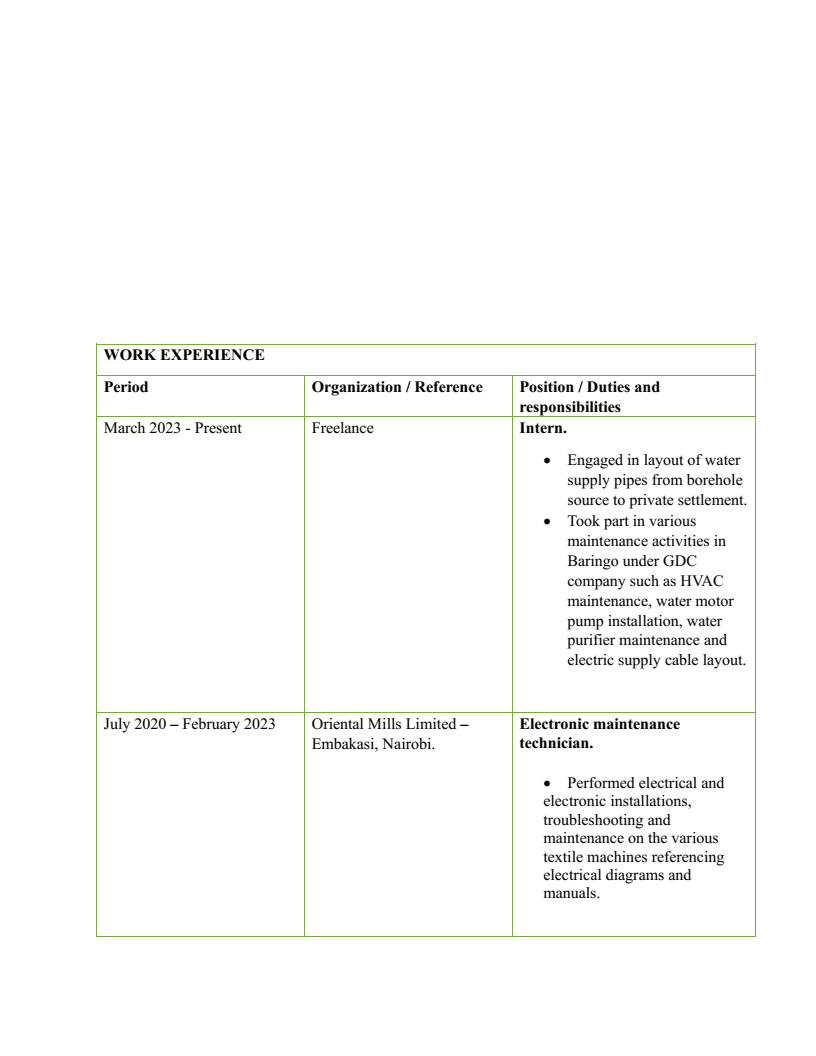 WORK EXPERIENCE
Period
Organization / Reference
Position / Duties and
responsibilities
March 2023 - Present
Freelance
Intern.
• Engaged in layout of water
supply pipes from borehole
source to private settlement.
• Took part in various
maintenance activities in
Baringo under GDC
company such as HVAC
maintenance, water motor
pump installation, water
purifier maintenance and
electric supply cable layout.
July 2020 – February 2023
Oriental Mills Limited –
Embakasi, Nairobi.
Electronic maintenance
technician.
• Performed electrical and
electronic installations,
troubleshooting and
maintenance on the various
textile machines referencing
electrical diagrams and
manuals.